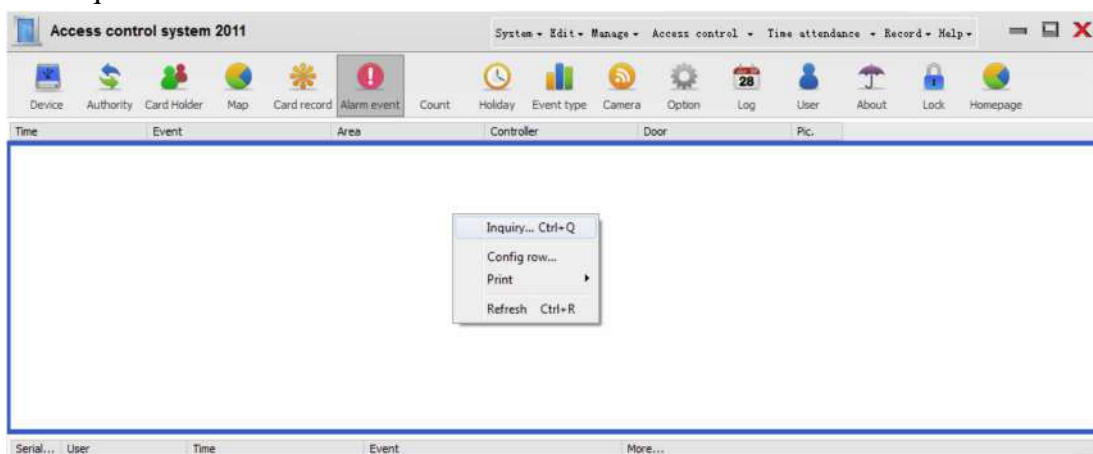 Access control system 2011
System Edit Manage Access control Time attendance Record Help
Device Authority Card Holder Map Card record Alarm event Count Holiday Event type Camera Option Log User About Lock Homepage
28
Time Event Area Controller Door Pic.
Inquiry... Ctrl+Q
Config row...
Print
Refresh Ctrl+R
Serial... User Time Event More...